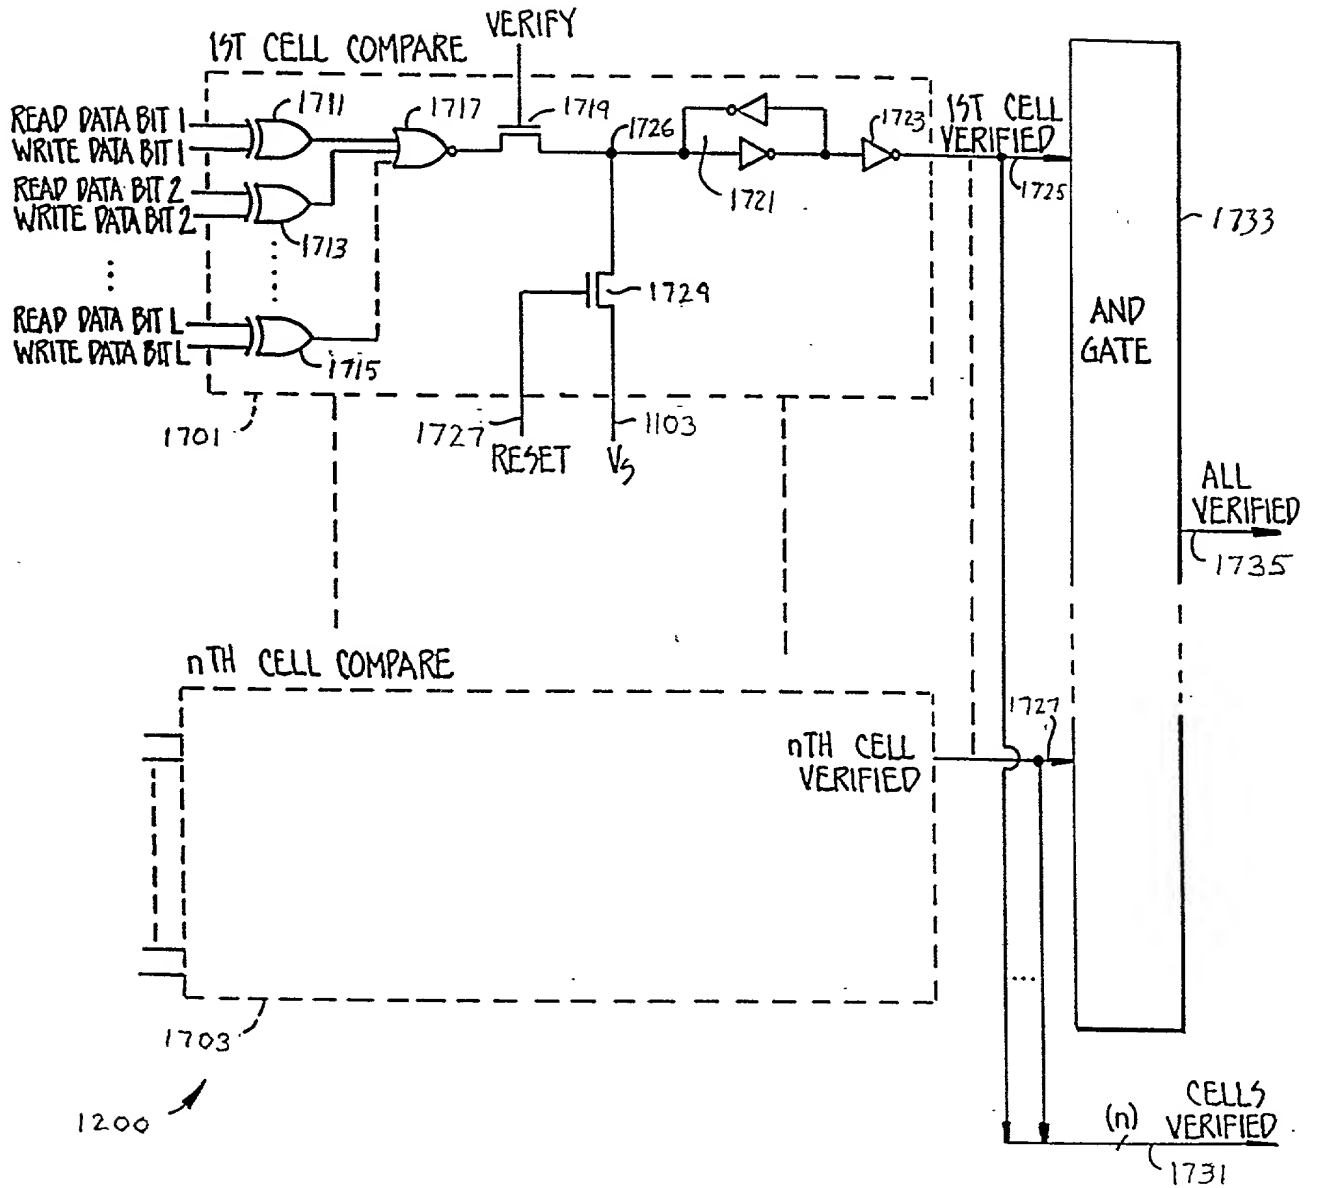 VERIFY
1ST CELL COMPARE
1711
1717
1719
1726
1723
1ST CELL
VERIFIED
READ DATA BIT 1
WRITE DATA BIT 1
READ DATA BIT 2
WRITE DATA BIT 2
1713
1721
1725
1733
1729
READ DATA BIT L
WRITE DATA BIT L
1715
AND
GATE
1701
1727
1103
RESET
VS
ALL
VERIFIED
1735
nTH CELL COMPARE
1727
nTH CELL
VERIFIED
1703
1200
(n)
CELLS
VERIFIED
1731